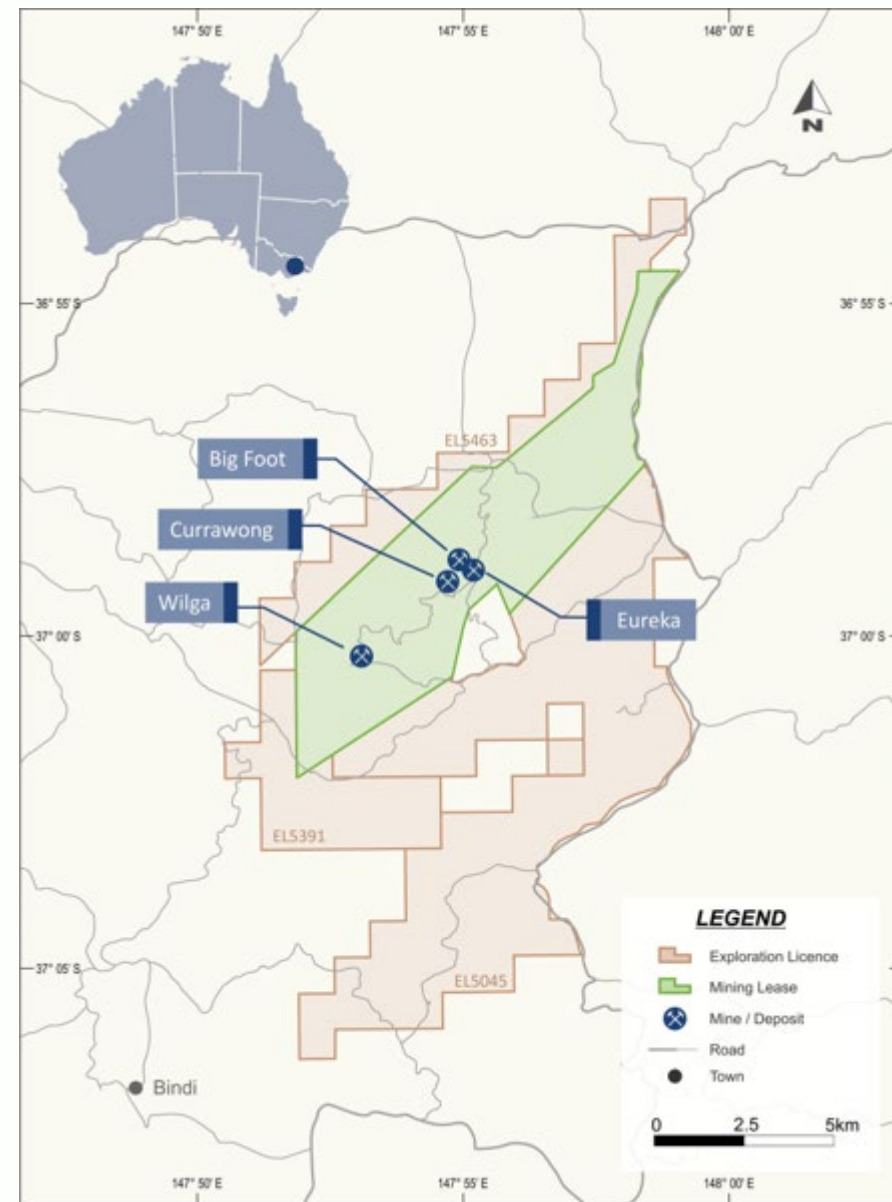 147° 50' E
147° 55' E
148° 00' E
N
36° 55' S
36° 55' S
EL5463
Big Foot
Currawong
Wilga
Eureka
37° 00' S
37° 00' S
EL5391
LEGEND
Exploration Licence
Mining Lease
Mine / Deposit
Road
Town
0 2.5 5km
37° 05' S
EL5045
Bindi
147° 50' E
147° 55' E
148° 00' E